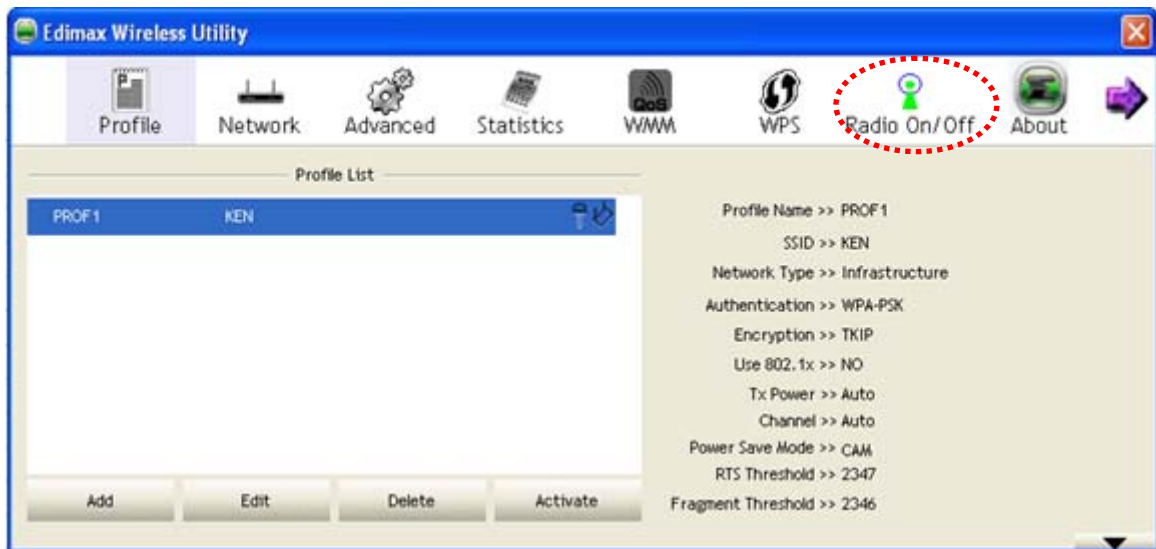 Edimax Wireless Utility
P
QoS
Profile Network Advanced Statistics WMM WPS Radio On/Off About
Profile List
PROF1 KEN
Add Edit Delete Activate
Profile Name >> PROF1
SSID >> KEN
Network Type >> Infrastructure
Authentication >> WPA-PSK
Encryption >> TKIP
Use 802.1x >> NO
Tx Power >> Auto
Channel >> Auto
Power Save Mode >> CAM
RTS Threshold >> 2347
Fragment Threshold >> 2346